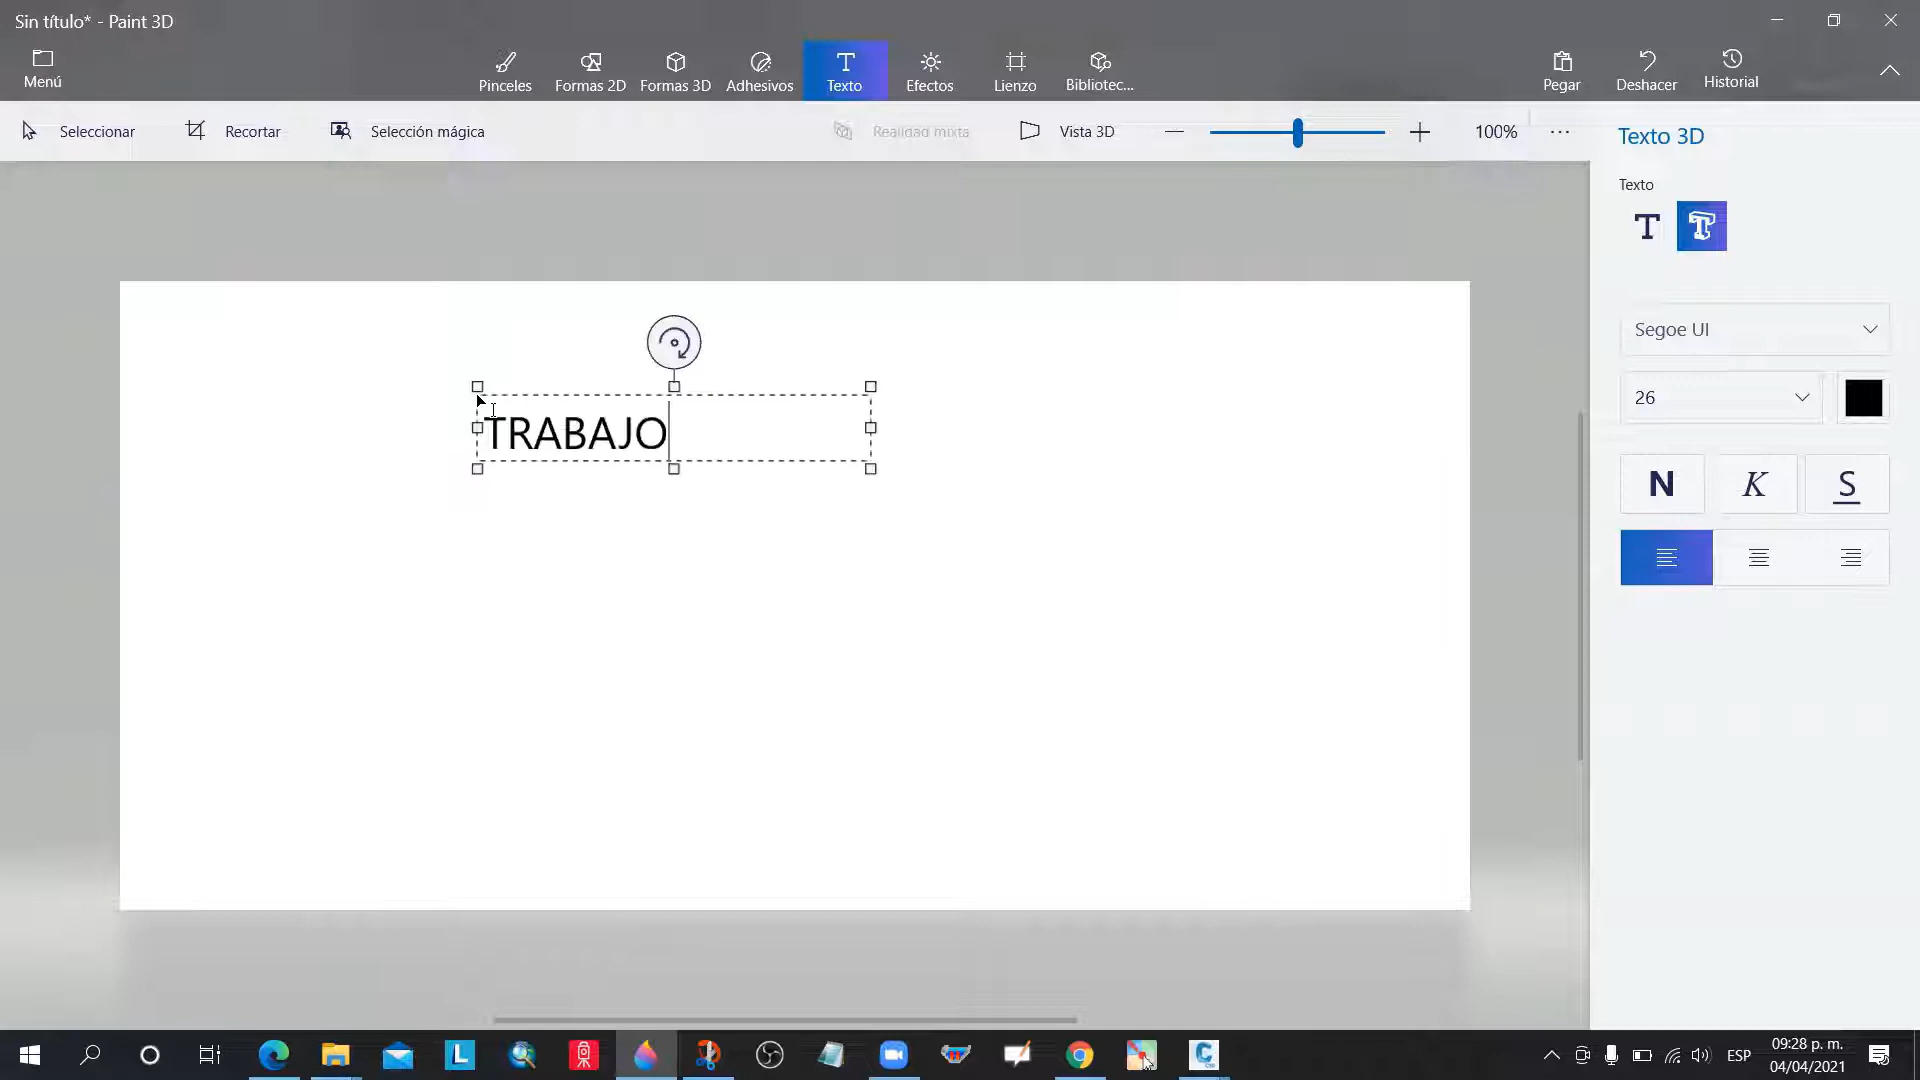 Sin título* - Paint 3D
Menú
Pinceles
Formas 2D
Formas 3D
Adhesivos
Texto
Efectos
Lienzo
Bibliotec...
Pegar
Deshacer
Historial
Seleccionar
Recortar
Selección mágica
Realidad mixta
Vista 3D
100%
Texto 3D
Texto
Segoe UI
26
N K S
TRABAJO
ESP
09:28 p. m.
04/04/2021